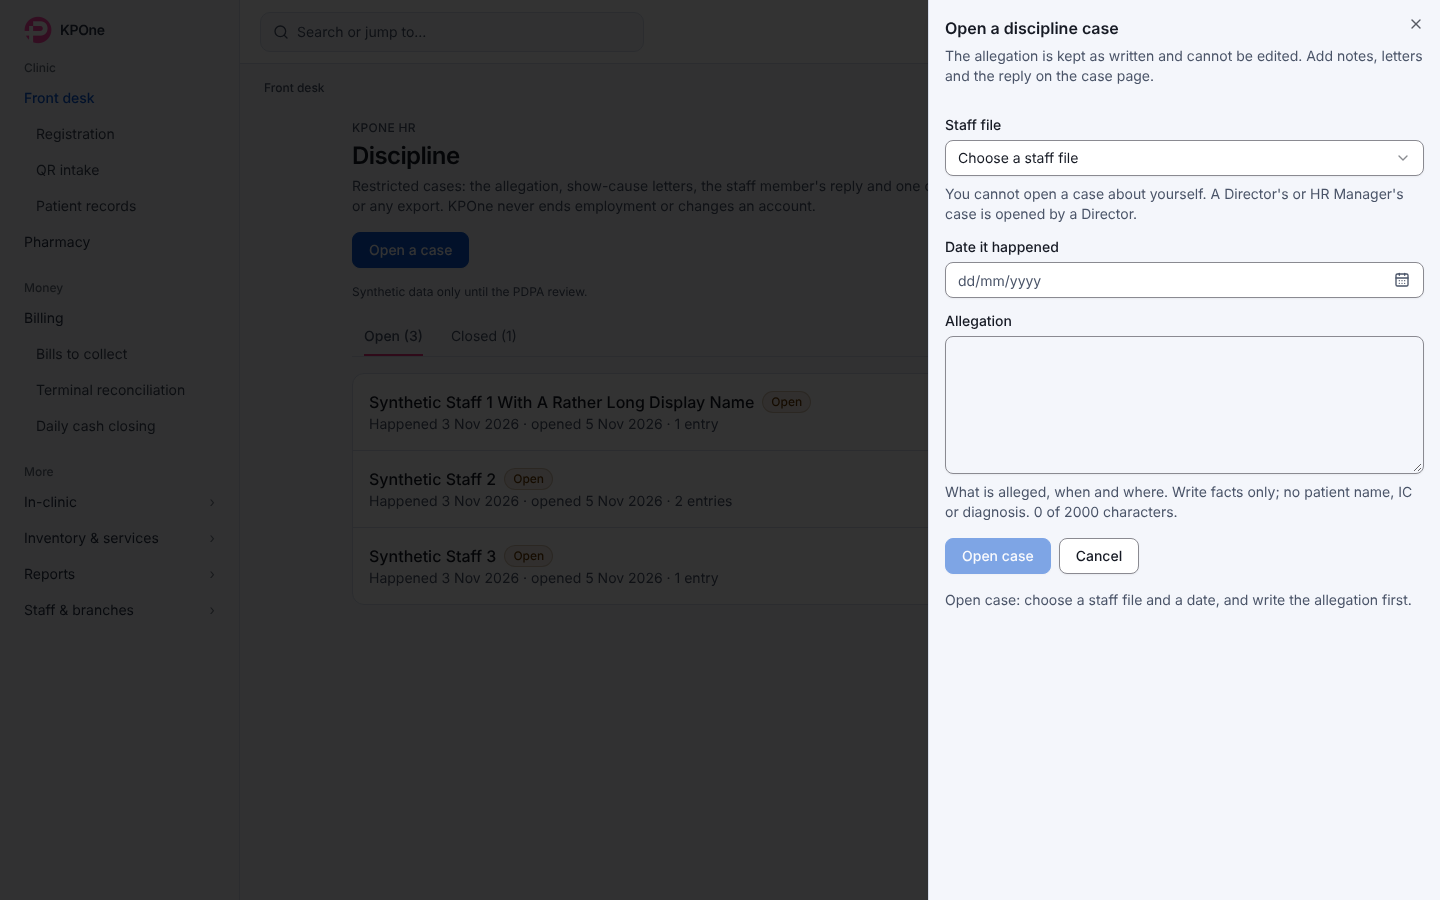 KPOne
Clinic
Front desk
Registration
QR intake
Patient records
Pharmacy
Money
Billing
Bills to collect
Terminal reconciliation
Daily cash closing
More
In-clinic
Inventory & services
Reports
Staff & branches
Search or jump to...
Front desk
KPONE HR
Discipline
Restricted cases: the allegation, show-cause letters, the staff member's reply and one
or any export. KPOne never ends employment or changes an account.
Open a case
Synthetic data only until the PDPA review.
Open (3)
Closed (1)
Synthetic Staff 1 With A Rather Long Display Name Open
Happened 3 Nov 2026 · opened 5 Nov 2026 · 1 entry
Synthetic Staff 2 Open
Happened 3 Nov 2026 · opened 5 Nov 2026 · 2 entries
Synthetic Staff 3 Open
Happened 3 Nov 2026 · opened 5 Nov 2026 · 1 entry
Open a discipline case
The allegation is kept as written and cannot be edited. Add notes, letters
and the reply on the case page.
Staff file
Choose a staff file
You cannot open a case about yourself. A Director's or HR Manager's
case is opened by a Director.
Date it happened
dd/mm/yyyy
Allegation
What is alleged, when and where. Write facts only; no patient name, IC
or diagnosis. 0 of 2000 characters.
Open case
Cancel
Open case: choose a staff file and a date, and write the allegation first.